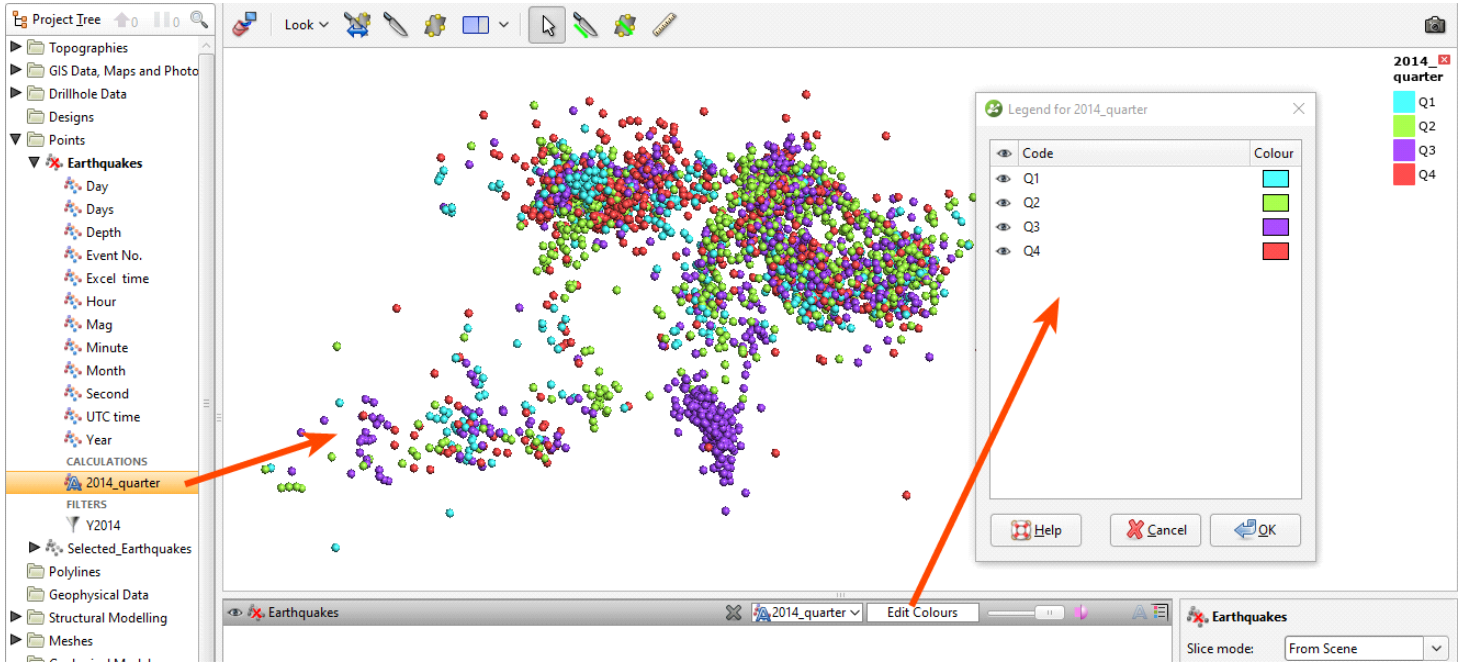 Project Tree 0 0
Look
Topographies
GIS Data, Maps and Photo
Drillhole Data
Designs
Points
Earthquakes
Day
Days
Depth
Event No.
Excel time
Hour
Mag
Minute
Month
Second
UTC time
Year
CALCULATIONS
2014_quarter
FILTERS
Y2014
Selected_Earthquakes
Polylines
Geophysical Data
Structural Modelling
Meshes
2014_
quarter
Q1
Q2
Q3
Q4
Legend for 2014_quarter
Code Colour
Q1
Q2
Q3
Q4
Help Cancel OK
Earthquakes 2014_quarter Edit Colours
Earthquakes
Slice mode: From Scene